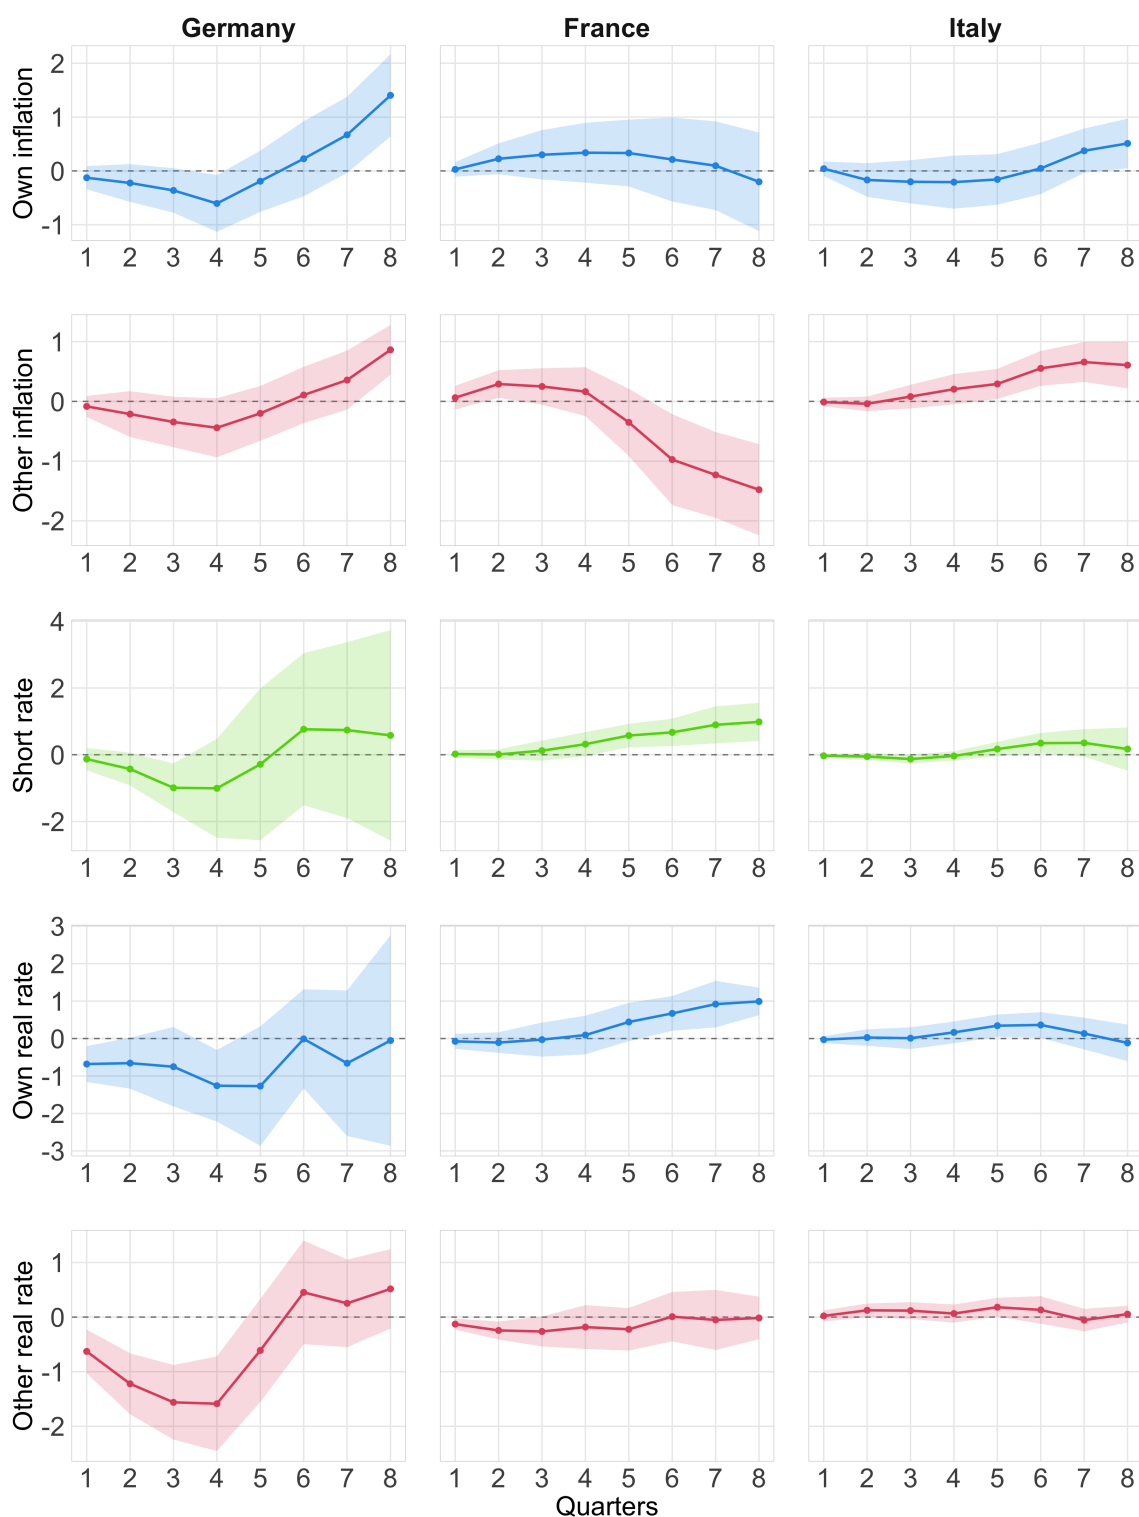 Germany France Italy
Own inflation
2
1
0
-1
1 2 3 4 5 6 7 8 1 2 3 4 5 6 7 8 1 2 3 4 5 6 7 8
Other inflation
1
0
-1
-2
1 2 3 4 5 6 7 8 1 2 3 4 5 6 7 8 1 2 3 4 5 6 7 8
Short rate
4
2
0
-2
1 2 3 4 5 6 7 8 1 2 3 4 5 6 7 8 1 2 3 4 5 6 7 8
Own real rate
3
2
1
0
-1
-2
-3
1 2 3 4 5 6 7 8 1 2 3 4 5 6 7 8 1 2 3 4 5 6 7 8
Other real rate
1
0
-1
-2
1 2 3 4 5 6 7 8 1 2 3 4 5 6 7 8 1 2 3 4 5 6 7 8
Quarters